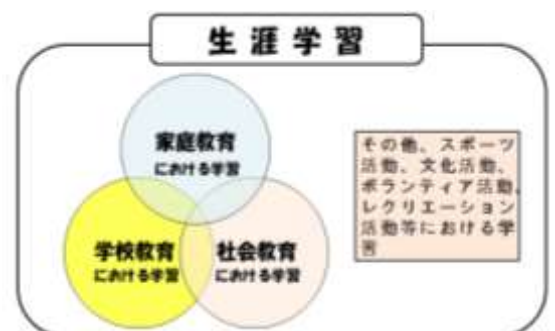 生涯学習
家庭教育
における学習
学校教育
における学習
社会教育
における学習
その他、スポーツ
活動、文化活動、
ボランティア活動、
レクリエーション
活動等における学
習